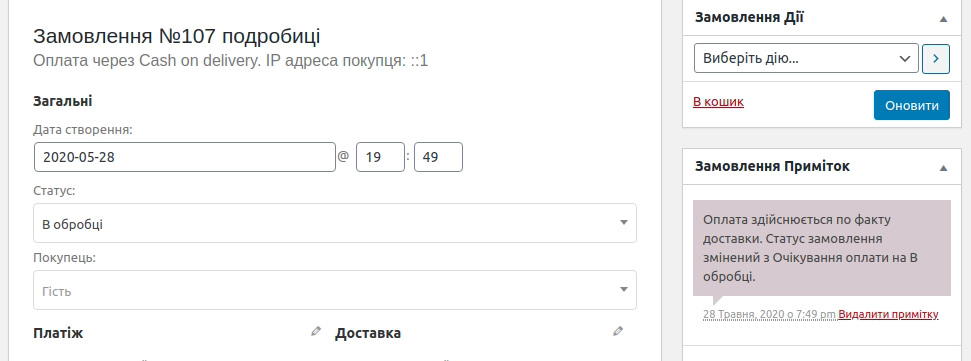 Замовлення №107 подробиці
Оплата через Cash on delivery. IP адреса покупця: ::1
Загальні
Дата створення:
2020-05-28 @ 19 : 49
Статус:
В обробці
Покупець:
Гість
Платіж
Доставка
Замовлення Дії
Виберіть дію...
В кошик
Оновити
Замовлення Приміток
Оплата здійснюється по факту
доставки. Статус замовлення
змінений з Очікування оплати на В
обробці.
28 Травня, 2020 о 7:49 pm Видалити примітку